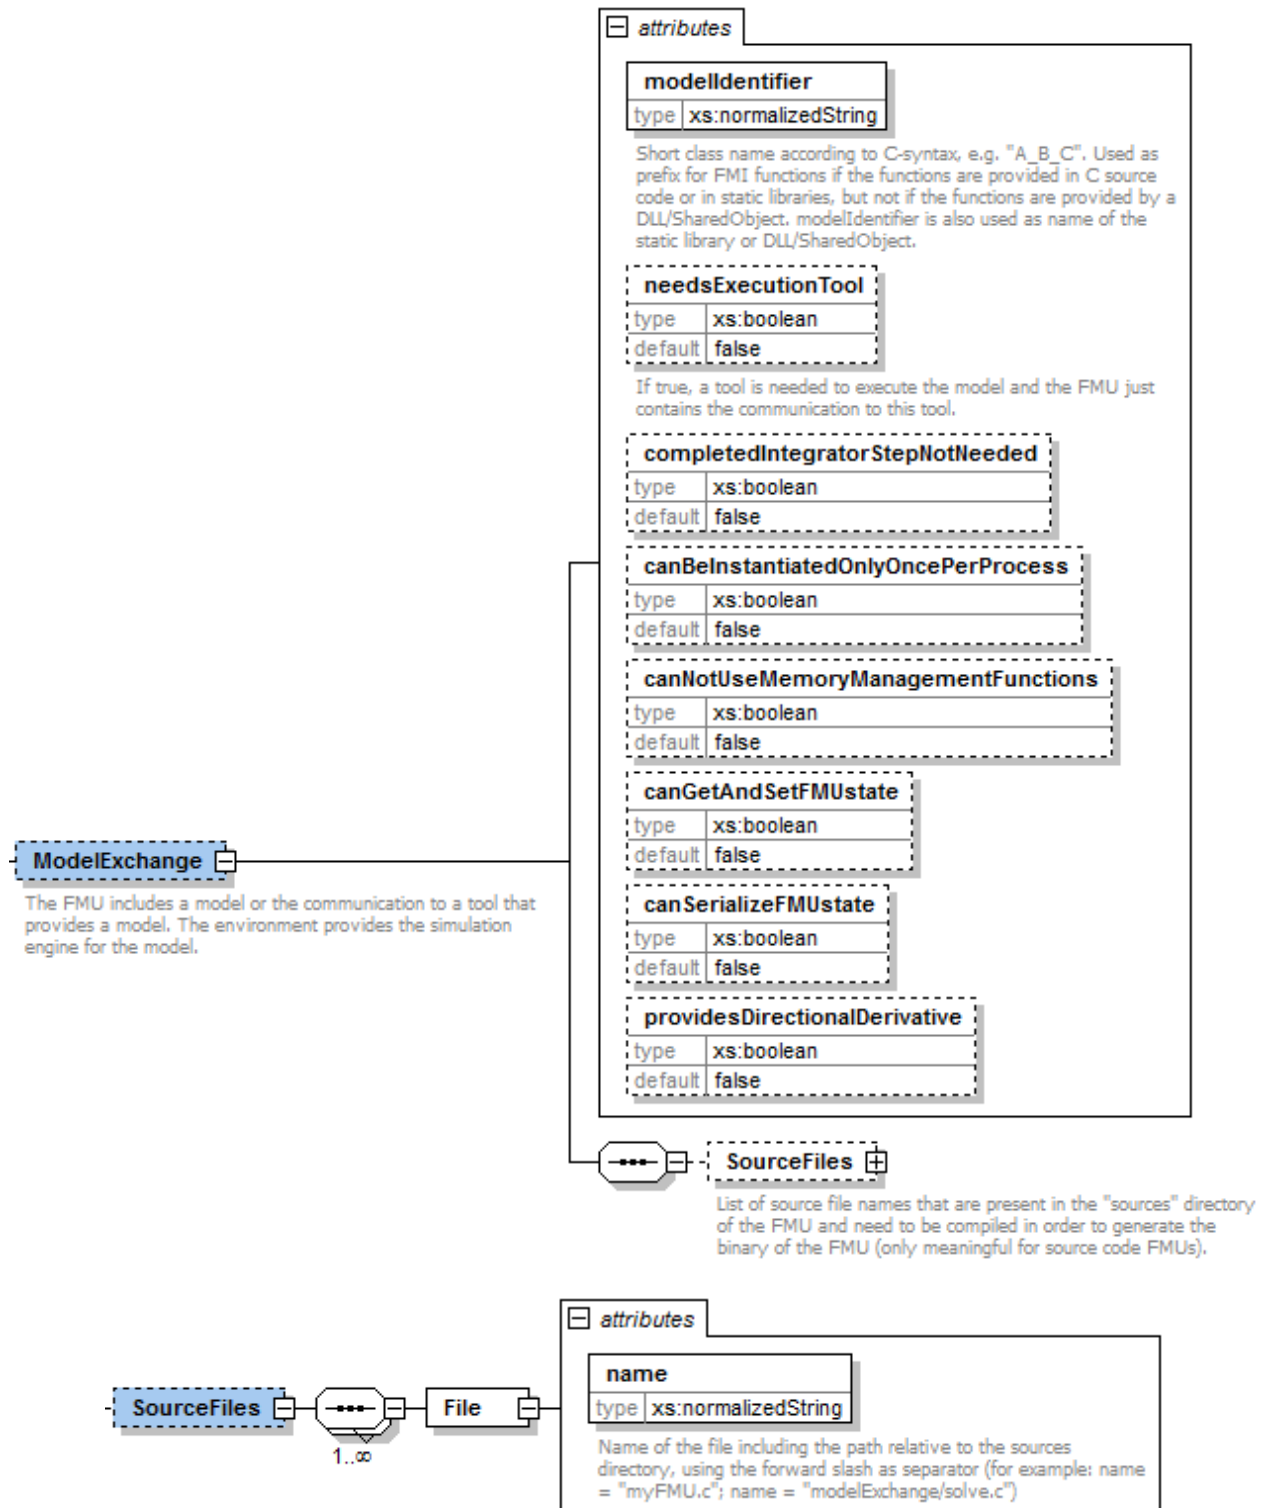 attributes
modelIdentifier
type xs:normalizedString
Short class name according to C-syntax, e.g. "A_B_C". Used as
prefix for FMI functions if the functions are provided in C source
code or in static libraries, but not if the functions are provided by a
DLL/SharedObject. modelIdentifier is also used as name of the
static library or DLL/SharedObject.
needsExecutionTool
type xs:boolean
default false
If true, a tool is needed to execute the model and the FMU just
contains the communication to this tool.
completedIntegratorStepNotNeeded
type xs:boolean
default false
canBeInstantiatedOnlyOncePerProcess
type xs:boolean
default false
canNotUseMemoryManagementFunctions
type xs:boolean
default false
canGetAndSetFMUstate
type xs:boolean
default false
ModelExchange
The FMU includes a model or the communication to a tool that
provides a model. The environment provides the simulation
engine for the model.
canSerializeFMUstate
type xs:boolean
default false
providesDirectionalDerivative
type xs:boolean
default false
SourceFiles
List of source file names that are present in the "sources" directory
of the FMU and need to be compiled in order to generate the
binary of the FMU (only meaningful for source code FMUs).
attributes
name
type xs:normalizedString
SourceFiles
1..∞
File
Name of the file including the path relative to the sources
directory, using the forward slash as separator (for example: name
= "myFMU.c"; name = "modelExchange/solve.c")